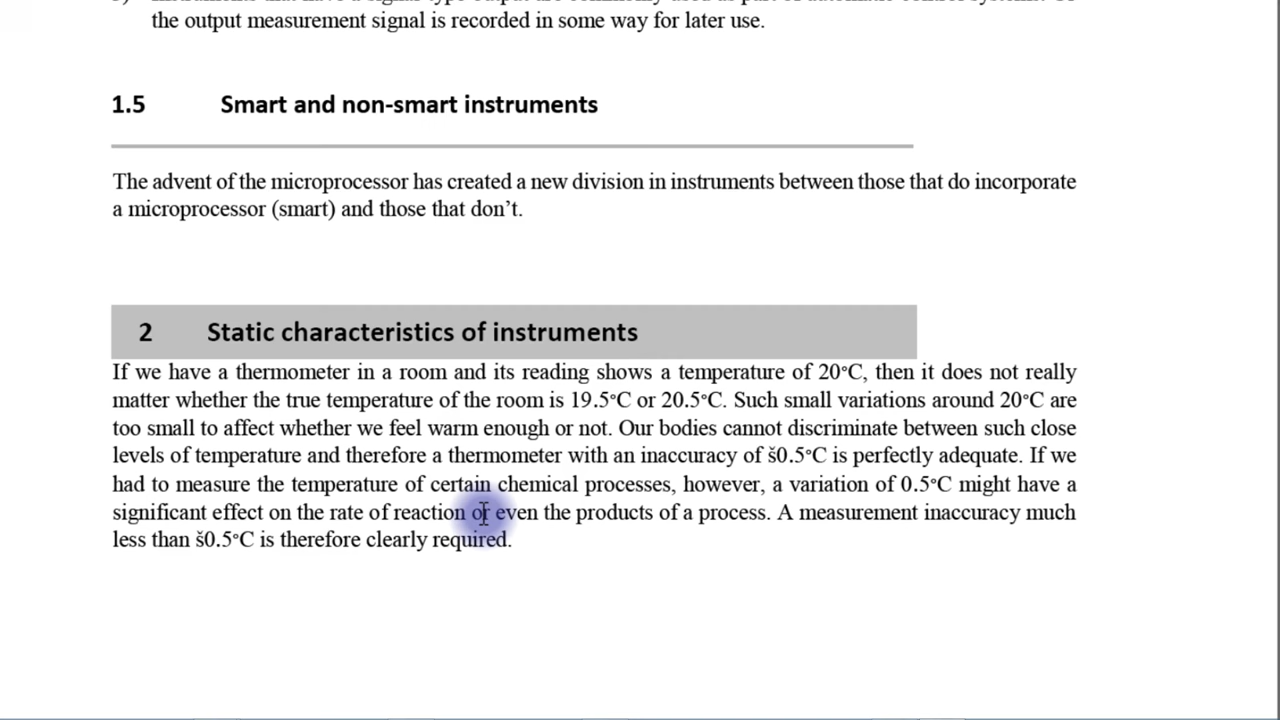 the output measurement signal is recorded in some way for later use.
1.5 Smart and non-smart instruments
The advent of the microprocessor has created a new division in instruments between those that do incorporate
a microprocessor (smart) and those that don’t.
2 Static characteristics of instruments
If we have a thermometer in a room and its reading shows a temperature of 20°C, then it does not really
matter whether the true temperature of the room is 19.5°C or 20.5°C. Such small variations around 20°C are
too small to affect whether we feel warm enough or not. Our bodies cannot discriminate between such close
levels of temperature and therefore a thermometer with an inaccuracy of š0.5°C is perfectly adequate. If we
had to measure the temperature of certain chemical processes, however, a variation of 0.5°C might have a
significant effect on the rate of reaction or even the products of a process. A measurement inaccuracy much
less than š0.5°C is therefore clearly required.